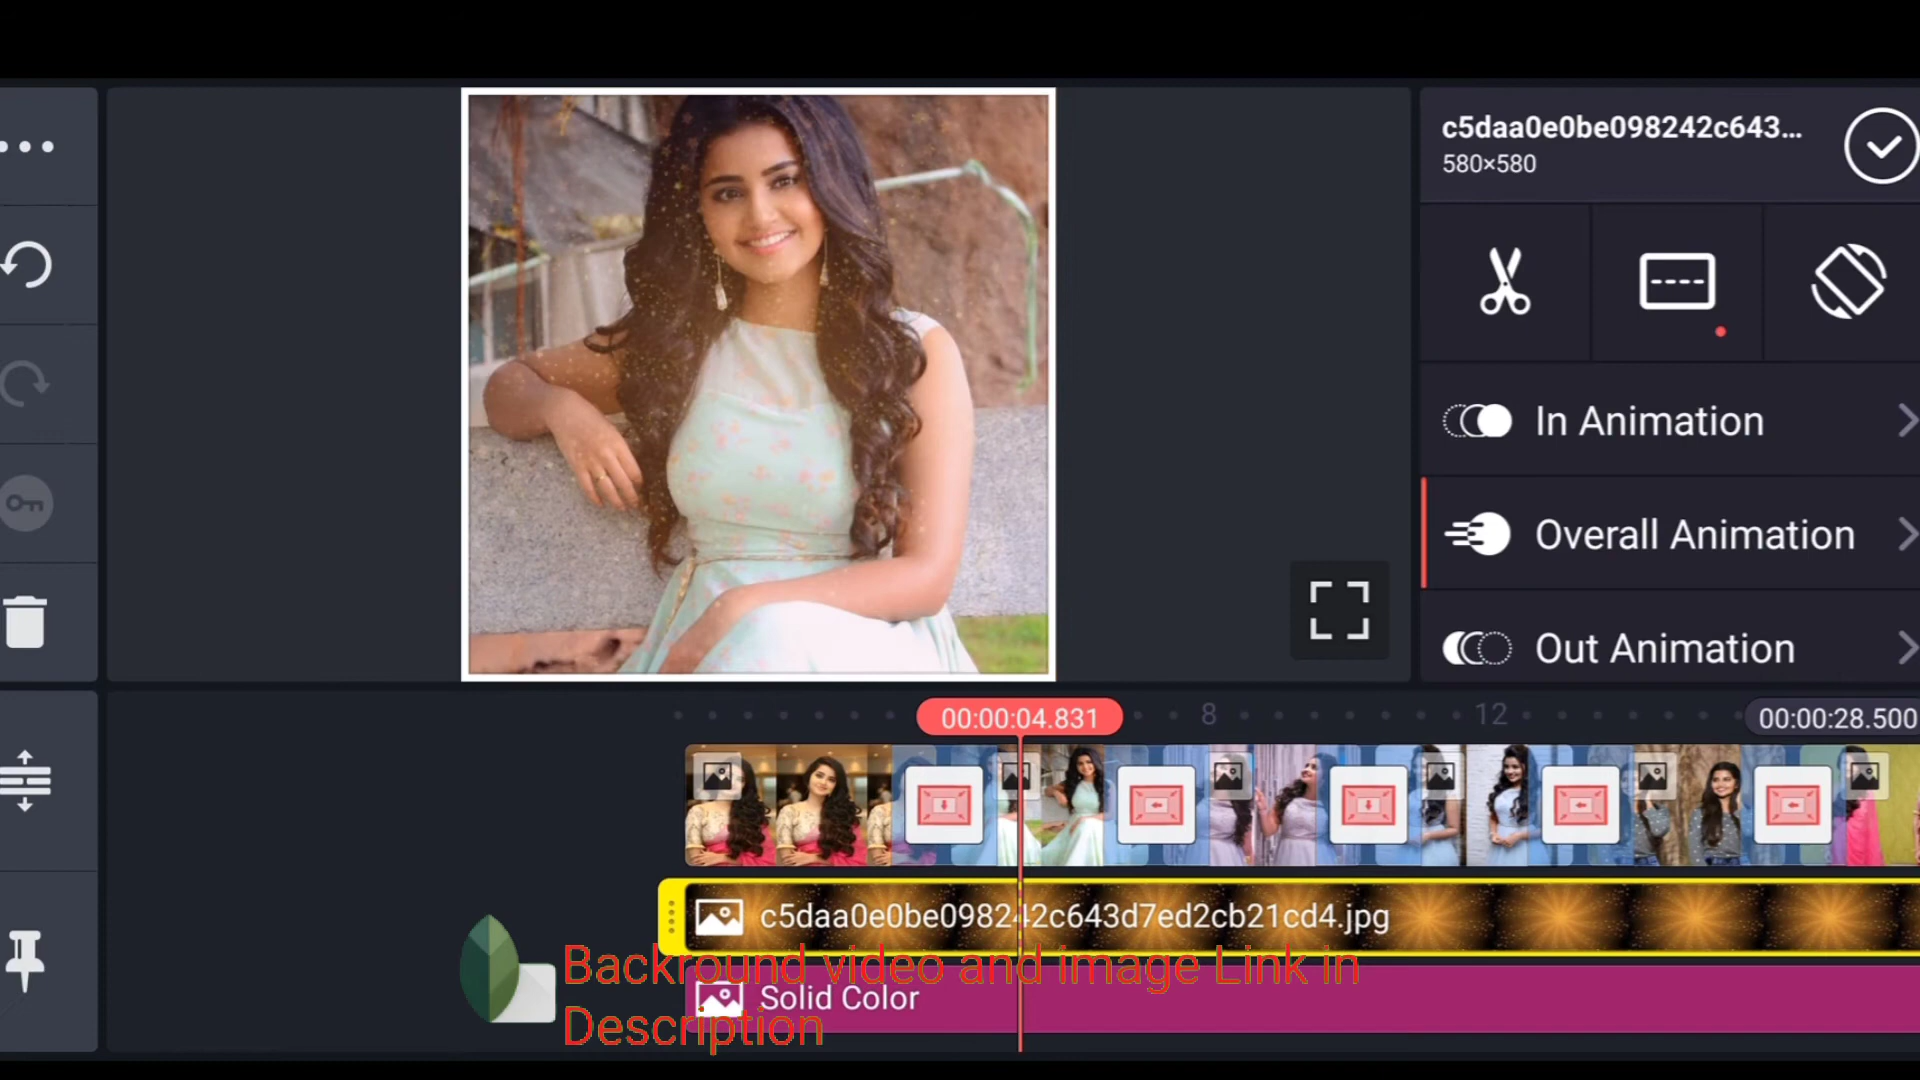 c5daa0e0be098242c643...
580×580
In Animation
Overall Animation
Out Animation
00:00:04.831
8
12
00:00:28.500
c5daa0e0be098242c643d7ed2cb21cd4.jpg
Backround video and image Link in
Solid Color
Description